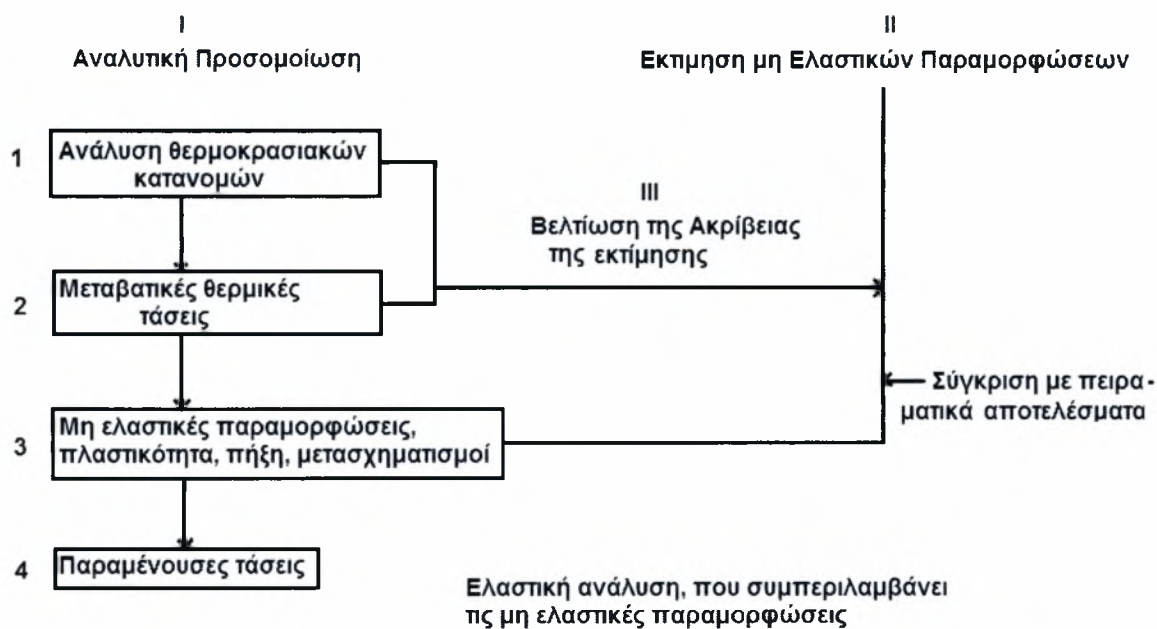 I
Αναλυτική Προσομοίωση
II
Εκτιμηση μη Ελαστικών Παραμορφώσεων
1
Ανάλυση θερμοκρασιακών
κατανομών
III
Βελτίωση της Ακρίβειας
της εκτίμησης
2
Μεταβατικές θερμικές
τάσεις
Σύγκριση με πειρα-
ματικά αποτελέσματα
3
Μη ελαστικές παραμορφώσεις,
πλαστικότητα, πήξη, μετασχηματισμοί
4
Παραμένουσες τάσεις
Ελαστική ανάλυση, που συμπεριλαμβάνει
τις μη ελαστικές παραμορφώσεις